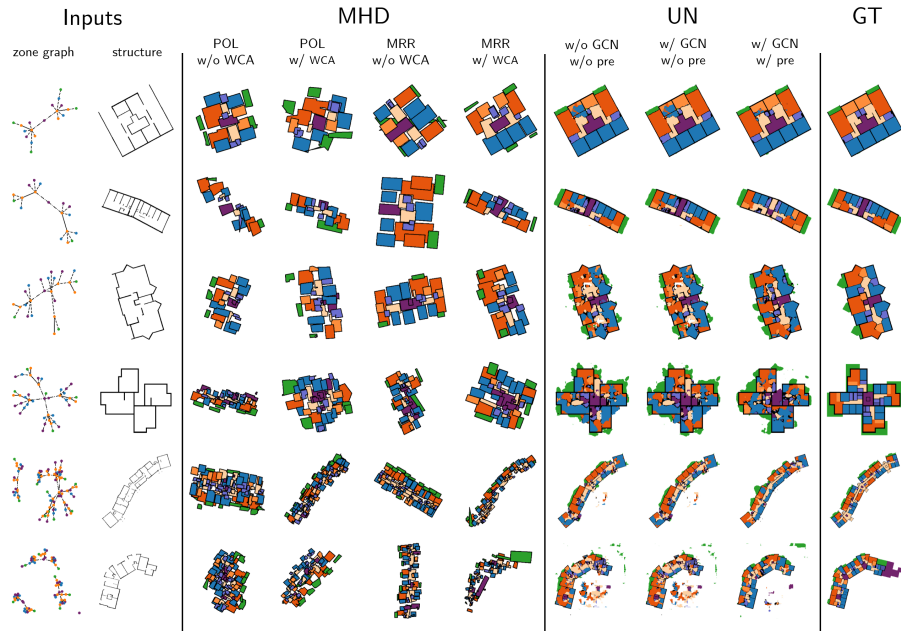 Inputs MHD UN GT
zone graph structure
POL POL MRR MRR w/o GCN w/ GCN w/ GCN
w/o WCA w/ WCA w/o WCA w/ WCA w/o pre w/o pre w/ pre